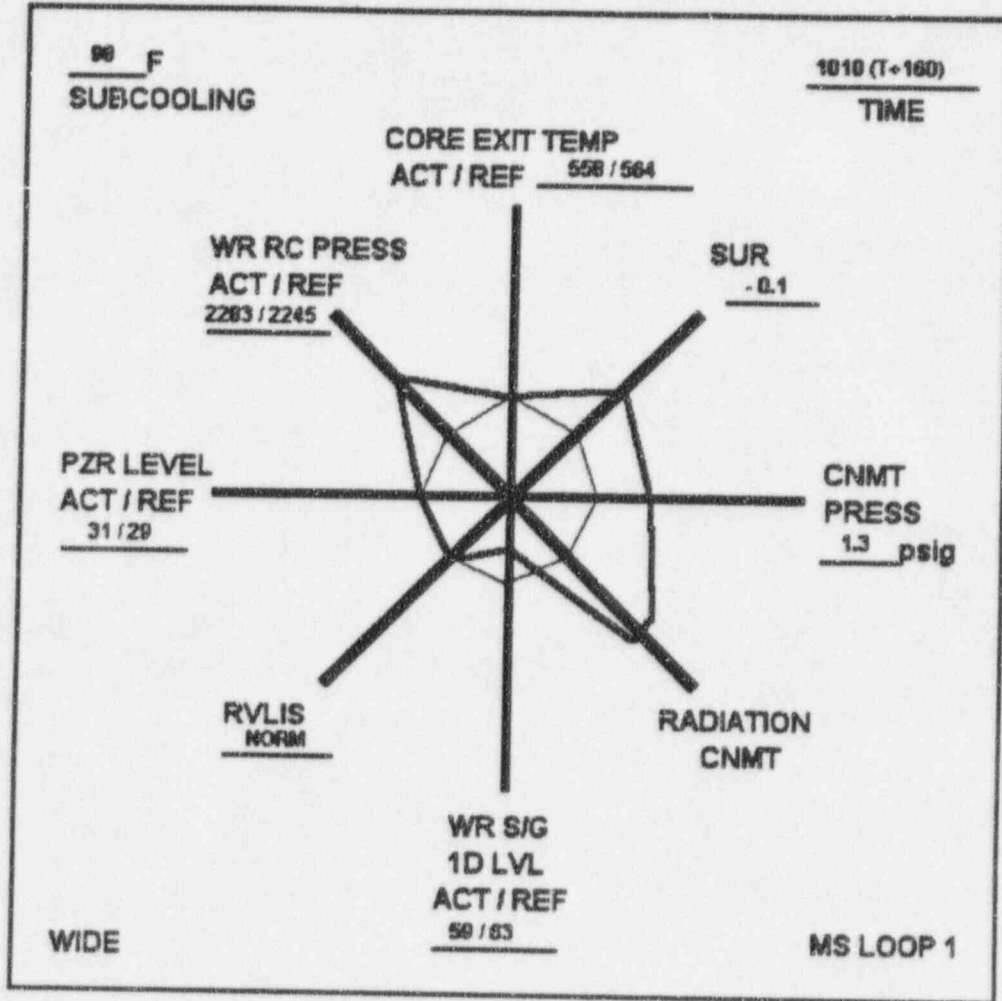 98 F
SUBCOOLING
1010 (T+160)
TIME
CORE EXIT TEMP
ACT / REF 558 / 564
WR RC PRESS
ACT / REF
2283 / 2245
SUR
- 0.1
PZR LEVEL
ACT / REF
31 / 29
CNMT
PRESS
1.3 psig
RVLIS
NORM
RADIATION
CNMT
WR S/G
1D LVL
ACT / REF
59 / 63
WIDE
MS LOOP 1